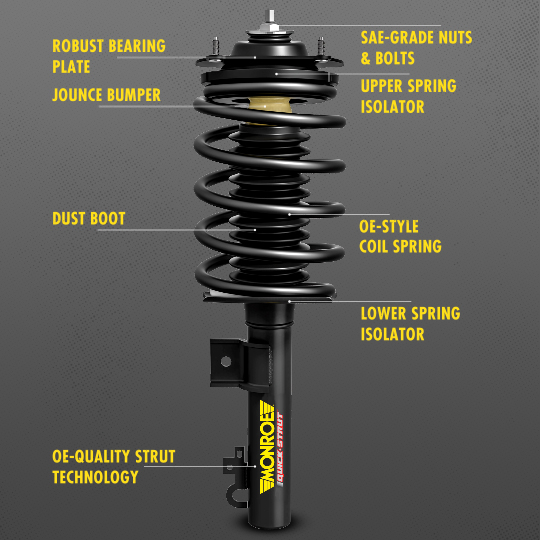 ROBUST BEARING
PLATE
SAE-GRADE NUTS
& BOLTS
JOUNCE BUMPER
UPPER SPRING
ISOLATOR
DUST BOOT
OE-STYLE
COIL SPRING
LOWER SPRING
ISOLATOR
OE-QUALITY STRUT
TECHNOLOGY
MONROE
QUICK-STRUT